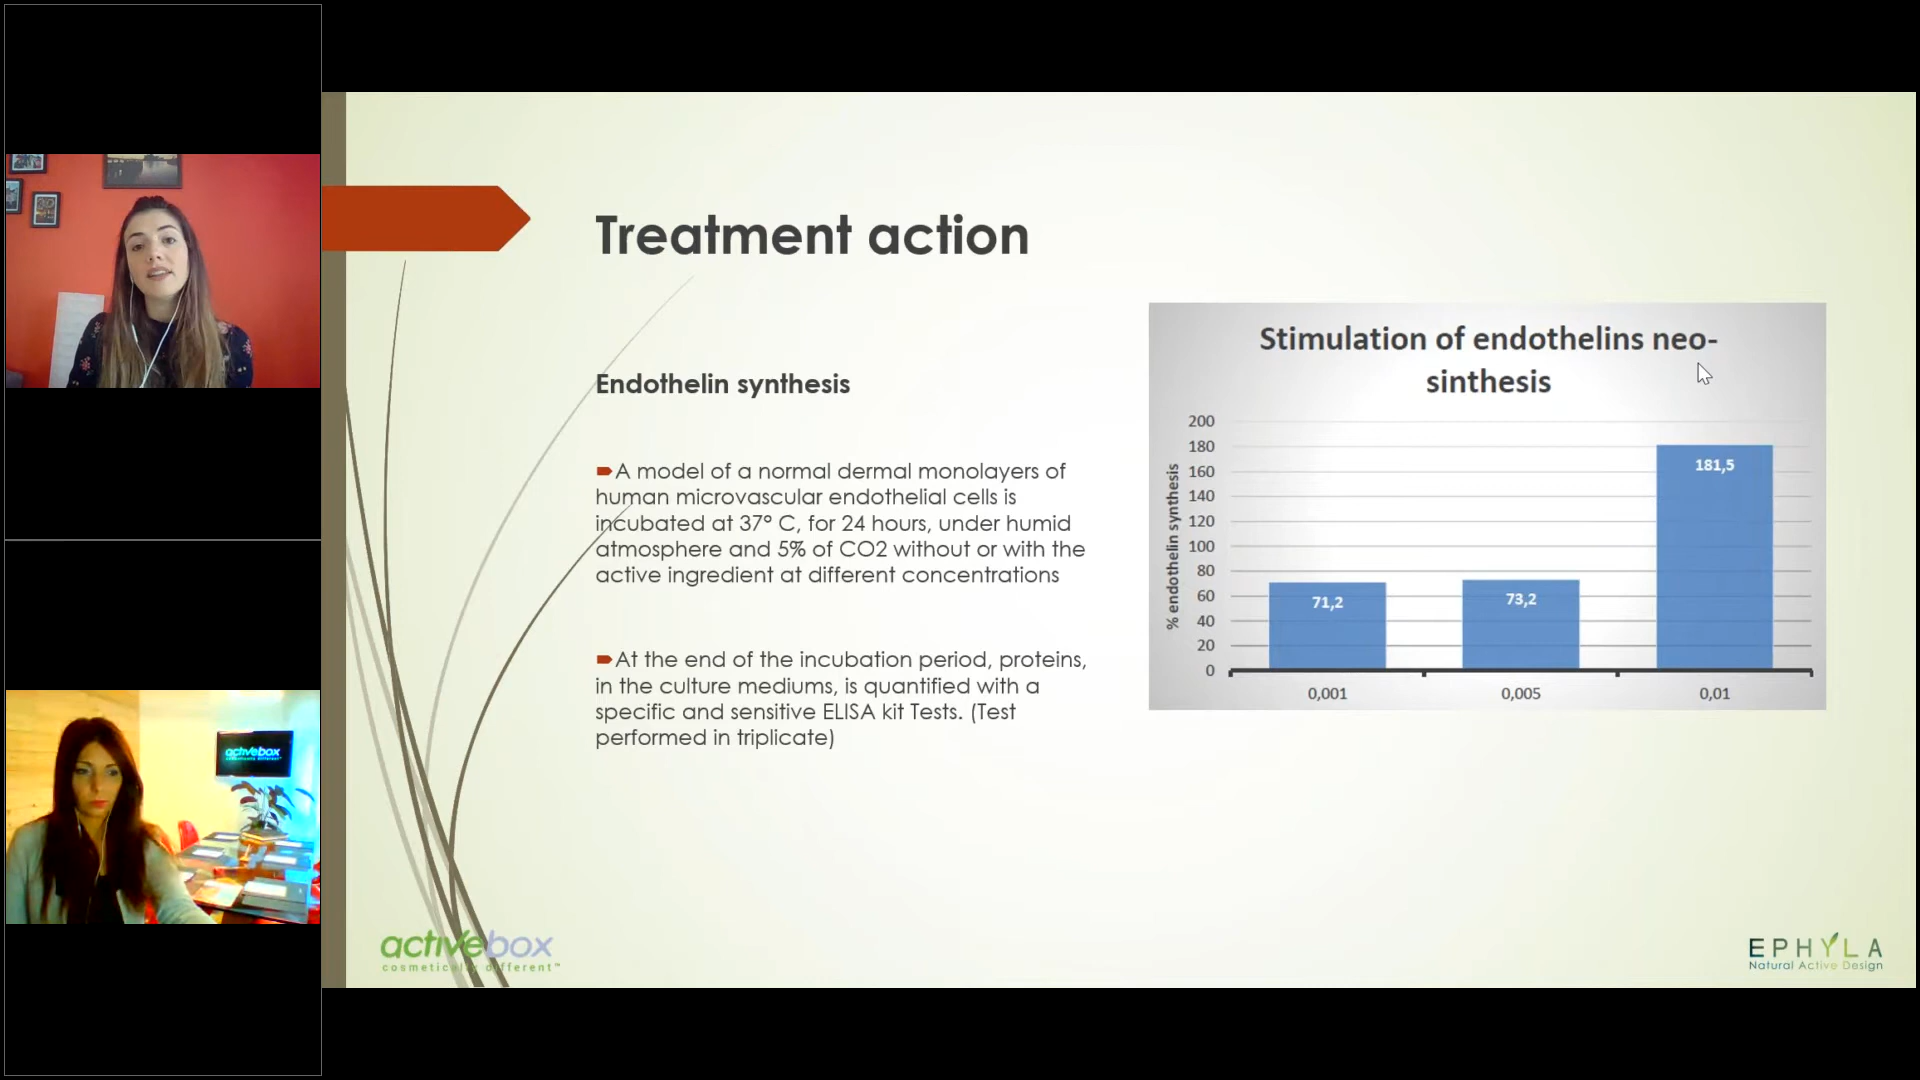 Treatment action
Endothelin synthesis
A model of a normal dermal monolayers of
human microvascular endothelial cells is
incubated at 37° C, for 24 hours, under humid
atmosphere and 5% of CO2 without or with the
active ingredient at different concentrations
At the end of the incubation period, proteins,
in the culture mediums, is quantified with a
specific and sensitive ELISA kit Tests. (Test
performed in triplicate)
Stimulation of endothelins neo-
sinthesis
% endothelin synthesis
200
180
160
140
120
100
80
60
40
20
0
71,2
73,2
181,5
0,001
0,005
0,01
activebox
activebox
cosmetically different™
EPHYLA
Natural Active Design